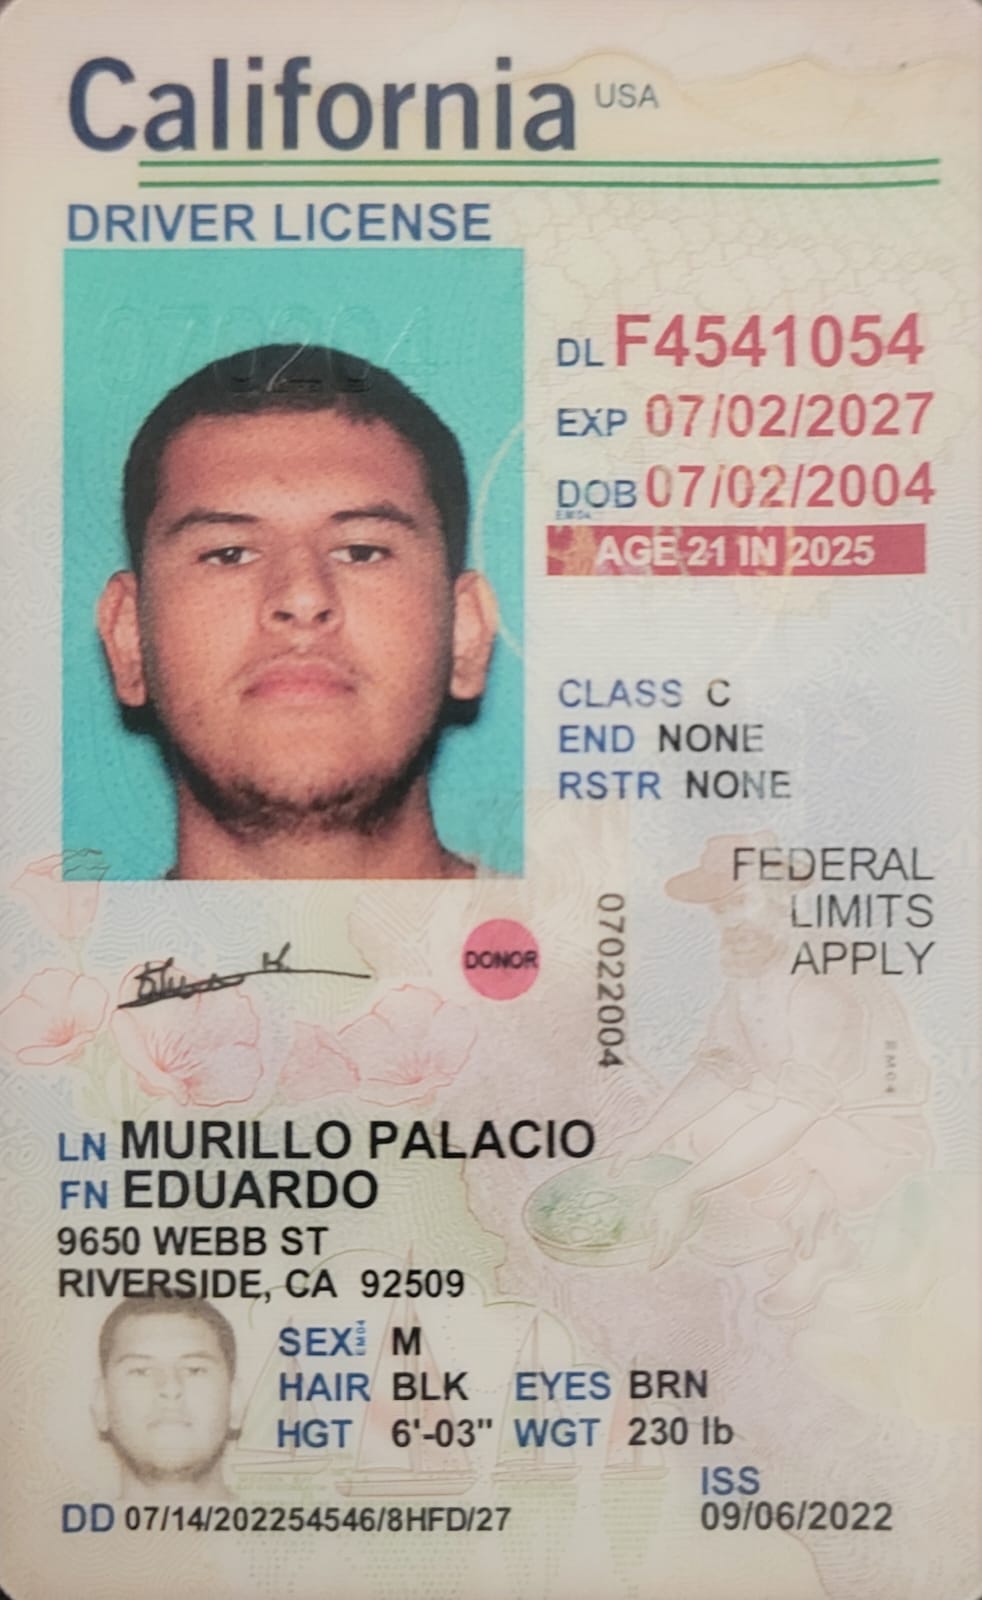 California USA
DRIVER LICENSE
DL F4541054
EXP 07/02/2027
DOB 07/02/2004
AGE 21 IN 2025
CLASS C
END NONE
RSTR NONE
FEDERAL
LIMITS
APPLY
DONOR
07022004
LN MURILLO PALACIO
FN EDUARDO
9650 WEBB ST
RIVERSIDE, CA 92509
SEX M
HAIR BLK EYES BRN
HGT 6'-03" WGT 230 lb
ISS
DD 07/14/202254546/8HFD/27 09/06/2022